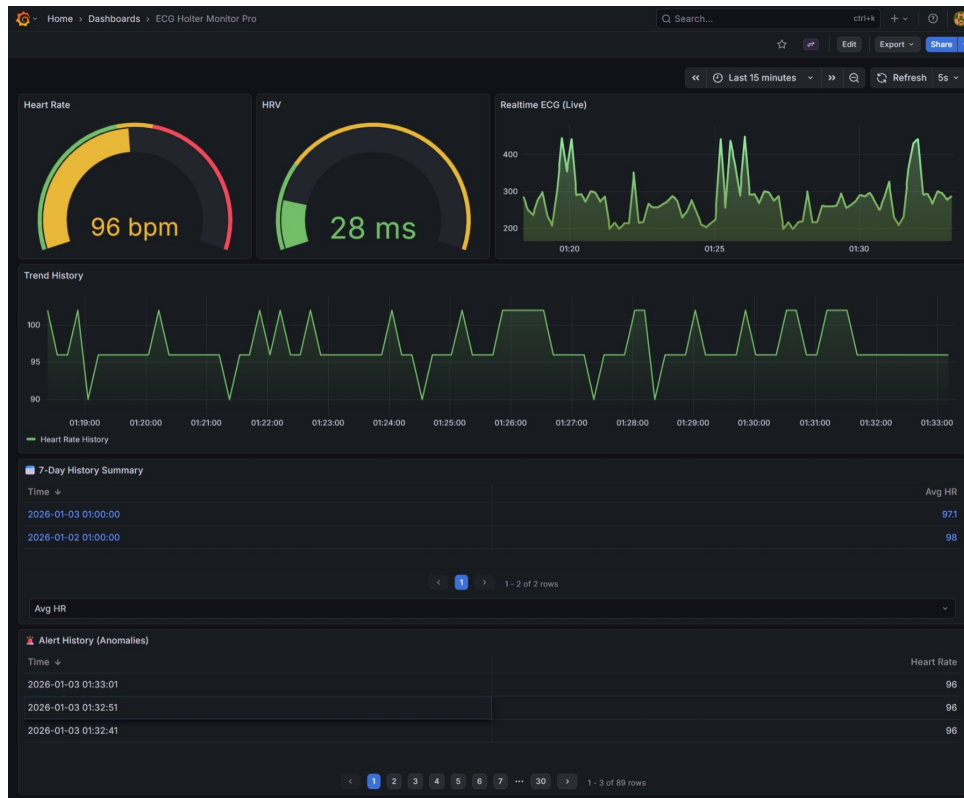 Home › Dashboards › ECG Holter Monitor Pro
Search... ctrl+k
Edit Export Share
Last 15 minutes Refresh 5s
Heart Rate
96 bpm
HRV
28 ms
Realtime ECG (Live)
400
300
200
01:20 01:25 01:30
Trend History
100
95
90
01:19:00 01:20:00 01:21:00 01:22:00 01:23:00 01:24:00 01:25:00 01:26:00 01:27:00 01:28:00 01:29:00 01:30:00 01:31:00 01:32:00 01:33:00
Heart Rate History
7-Day History Summary
Time ↓ Avg HR
2026-01-03 01:00:00 97.1
2026-01-02 01:00:00 98
‹ 1 › 1 - 2 of 2 rows
Avg HR
Alert History (Anomalies)
Time ↓ Heart Rate
2026-01-03 01:33:01 96
2026-01-03 01:32:51 96
2026-01-03 01:32:41 96
‹ 1 2 3 4 5 6 7 ••• 30 › 1 - 3 of 89 rows